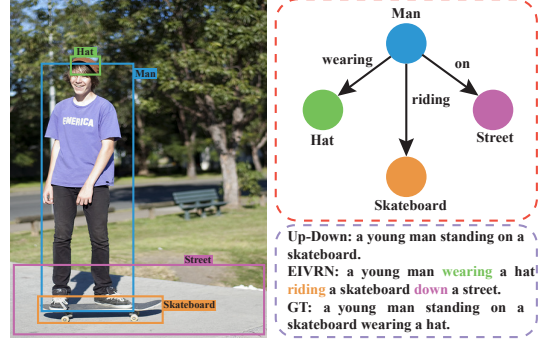 Hat
Man
EMERICA
Street
Skateboard
Man
wearing
on
riding
Hat
Street
Skateboard
Up-Down: a young man standing on a
skateboard.
EIVRN: a young man wearing a hat
riding a skateboard down a street.
GT: a young man standing on a
skateboard wearing a hat.